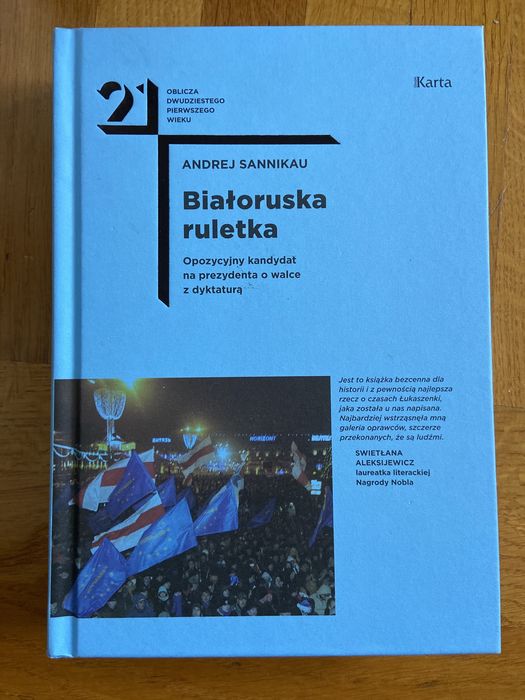 21
OBLICZA
DWUDZIESTEGO
PIERWSZEGO
WIEKU
Karta
ANDREJ SANNIKAU
Białoruska
ruletka
Opozycyjny kandydat
na prezydenta o walce
z dyktaturą
Jest to książka bezcenna dla
historii i z pewnością najlepsza
rzecz o czasach Łukaszenki,
jaka została u nas napisana.
Najbardziej wstrząsnęła mną
galeria oprawców, szczerze
przekonanych, że są ludźmi.
SWIETŁANA
ALEKSIJEWICZ
laureatka literackiej
Nagrody Nobla
HORIZONT